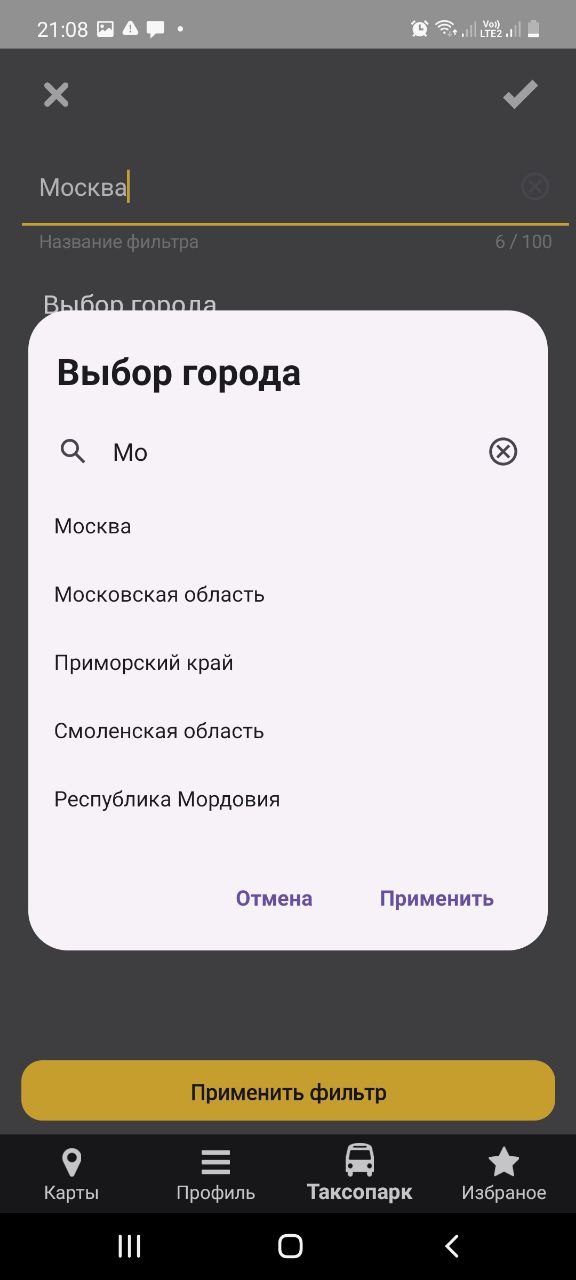 21:08
Vo))
LTE2
Москва
Название фильтра 6 / 100
Выбор города
Выбор города
Мо
Москва
Московская область
Приморский край
Смоленская область
Республика Мордовия
Отмена Применить
Применить фильтр
Карты Профиль Таксопарк Избраное